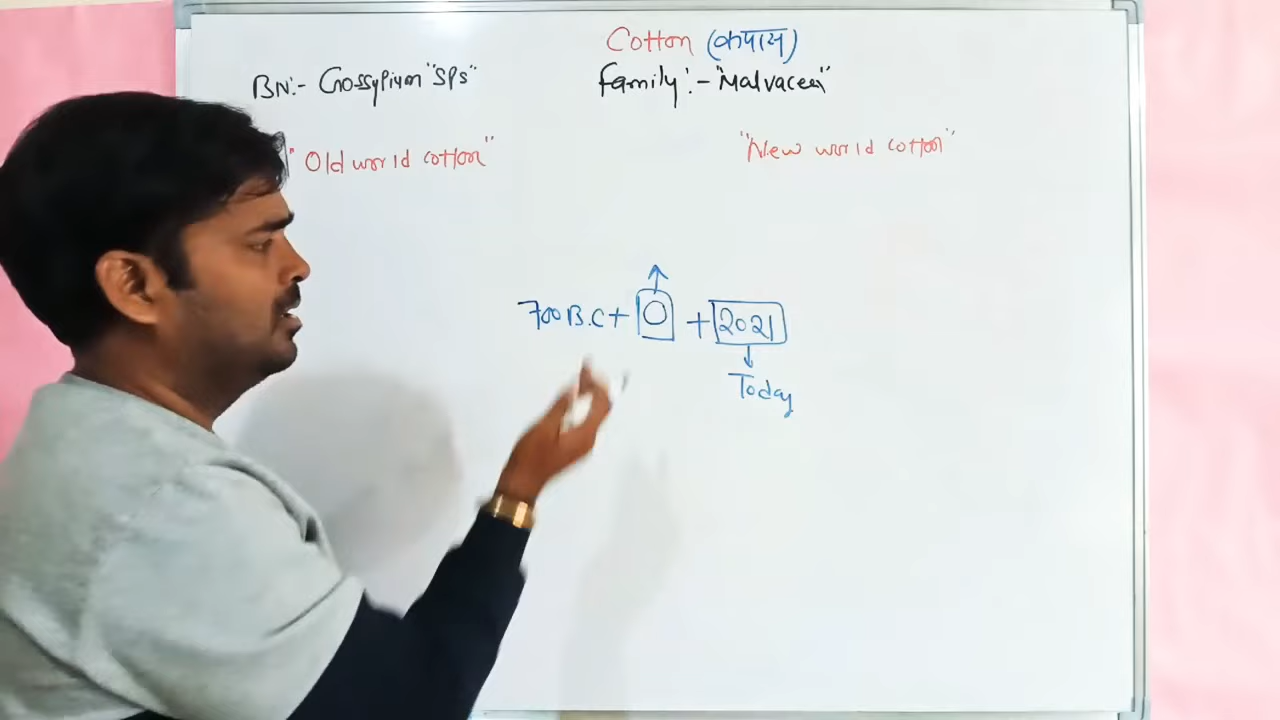 Cotton (कपास)
BN:- Gossypium "SPs"
Family:- "Malvaceae"
"Old world cotton"
"New world cotton"
700 B.C + 0 + 2021
Today